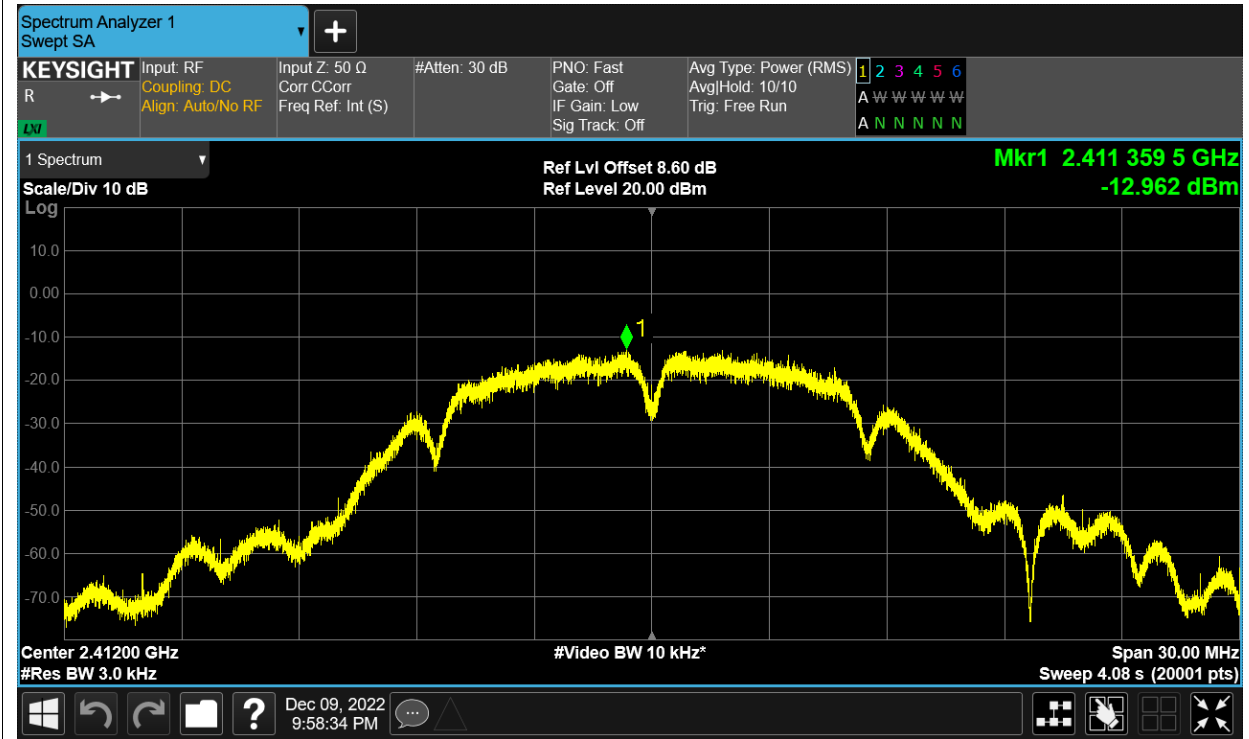 Spectrum Analyzer 1
Swept SA
+
KEYSIGHT
R
LXI
Input: RF
Coupling: DC
Align: Auto/No RF
Input Z: 50 Ω
Corr CCorr
Freq Ref: Int (S)
#Atten: 30 dB
PNO: Fast
Gate: Off
IF Gain: Low
Sig Track: Off
Avg Type: Power (RMS)
Avg|Hold: 10/10
Trig: Free Run
1 2 3 4 5 6
A W W W W W
A N N N N N
1 Spectrum
Scale/Div 10 dB
Log
Ref Lvl Offset 8.60 dB
Ref Level 20.00 dBm
Mkr1 2.411 359 5 GHz
-12.962 dBm
10.0
0.00
-10.0
1
-20.0
-30.0
-40.0
-50.0
-60.0
-70.0
Center 2.41200 GHz
#Res BW 3.0 kHz
#Video BW 10 kHz*
Span 30.00 MHz
Sweep 4.08 s (20001 pts)
?
Dec 09, 2022
9:58:34 PM